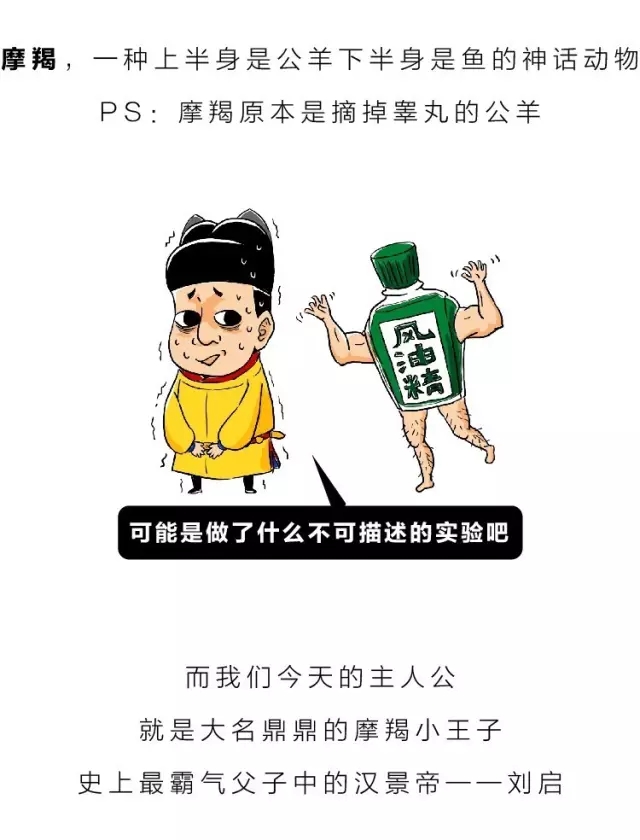 摩羯，一种上半身是公羊下半身是鱼的神话动物
PS：摩羯原本是摘掉睾丸的公羊
风油精
可能是做了什么不可描述的实验吧
而我们今天的主人公
就是大名鼎鼎的摩羯小王子
史上最霸气父子中的汉景帝——刘启